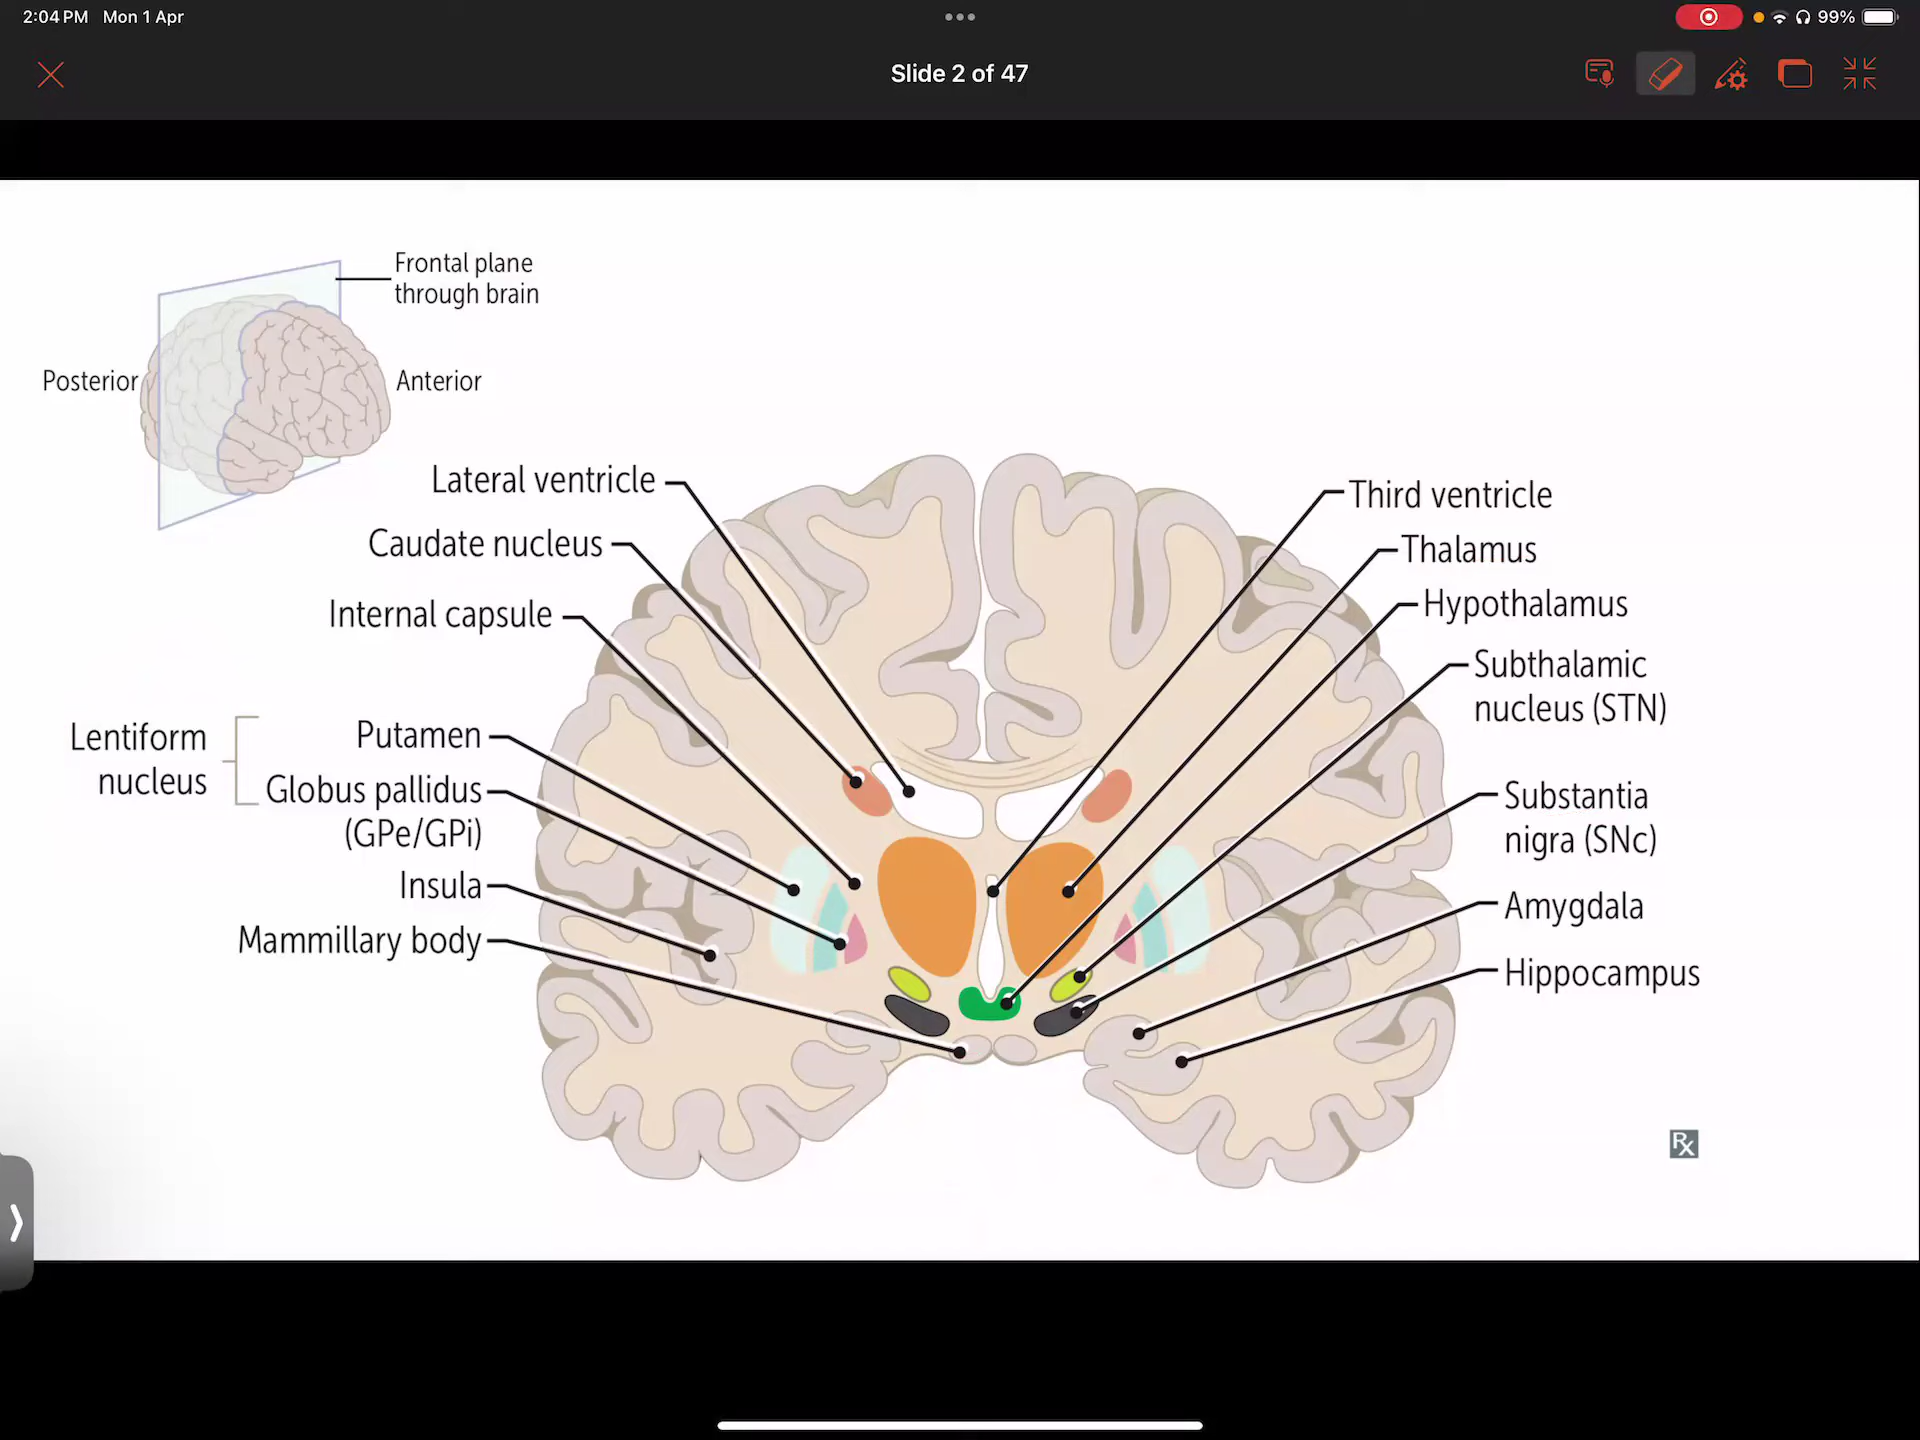 2:04 PM Mon 1 Apr
99%
Slide 2 of 47
Frontal plane
through brain
Posterior
Anterior
Lateral ventricle
Caudate nucleus
Internal capsule
Lentiform
nucleus
Putamen
Globus pallidus
(GPe/GPi)
Insula
Mammillary body
Third ventricle
Thalamus
Hypothalamus
Subthalamic
nucleus (STN)
Substantia
nigra (SNc)
Amygdala
Hippocampus
Rx